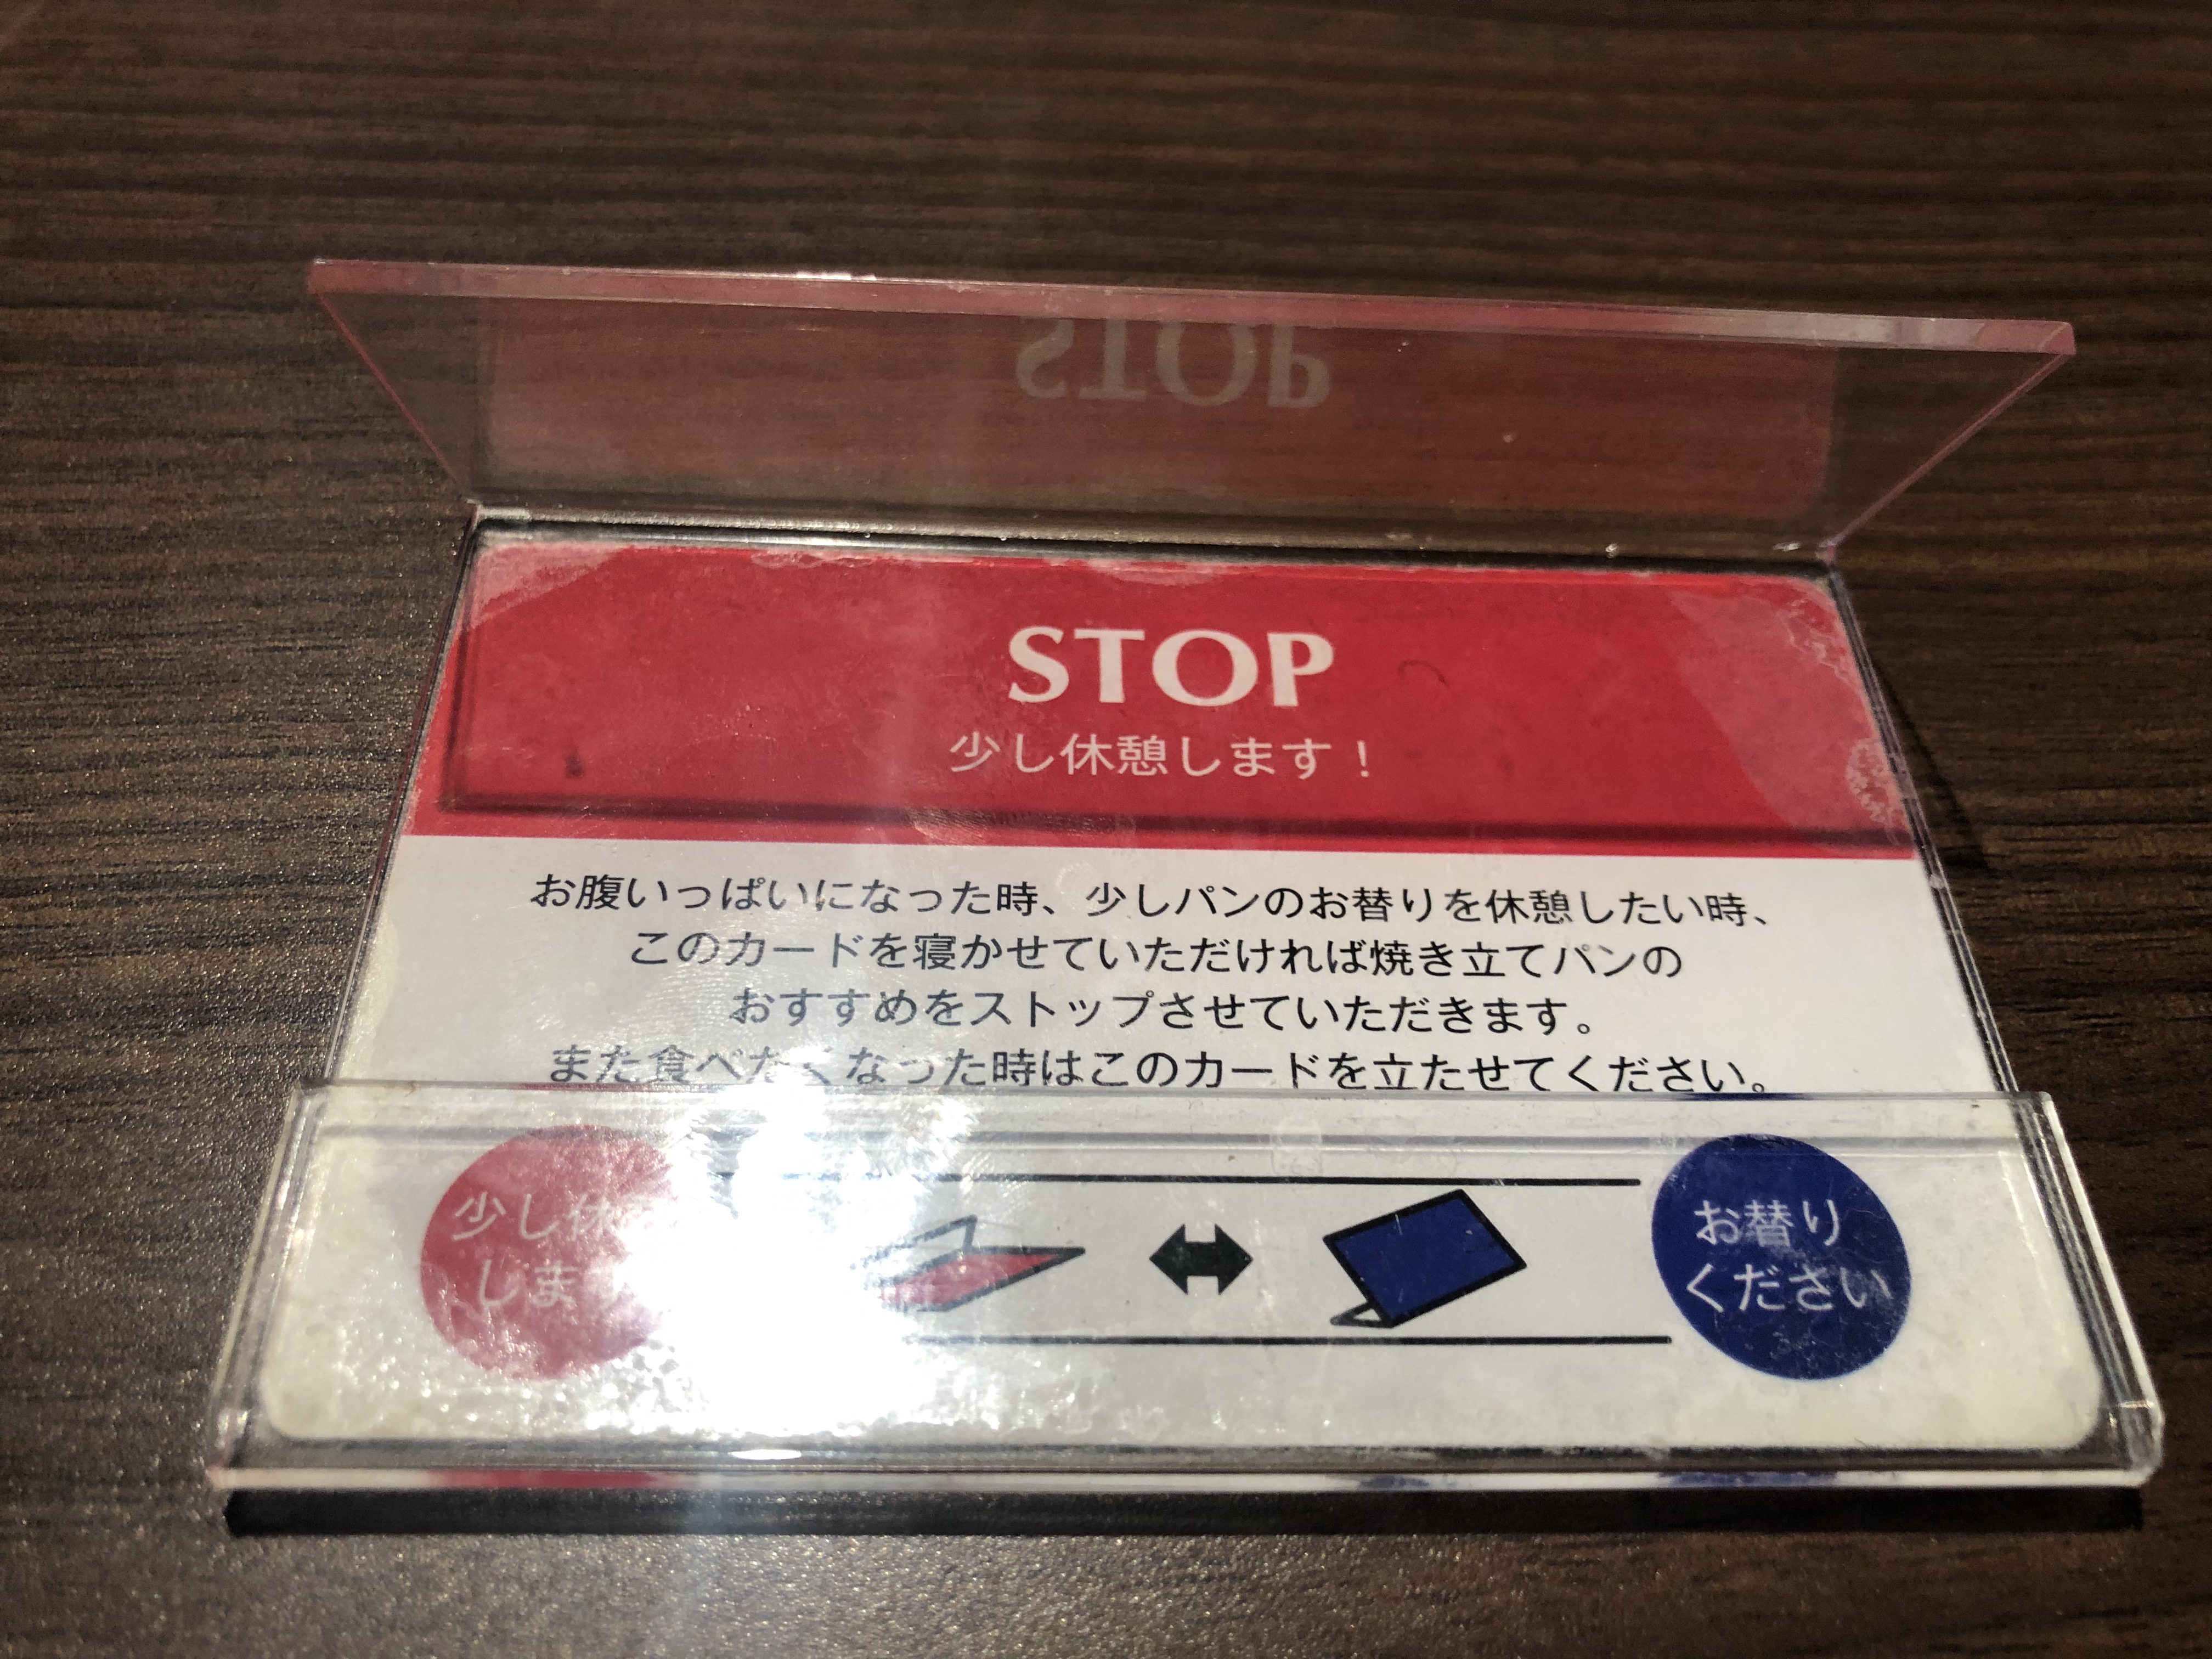 STOP
少し休憩します！
お腹いっぱいになった時、少しパンのお替りを休憩したい時、
このカードを寝かせていただければ焼き立てパンの
おすすめをストップさせていただきます。
また食べたくなった時はこのカードを立たせてください。
少し休
します
お替り
ください